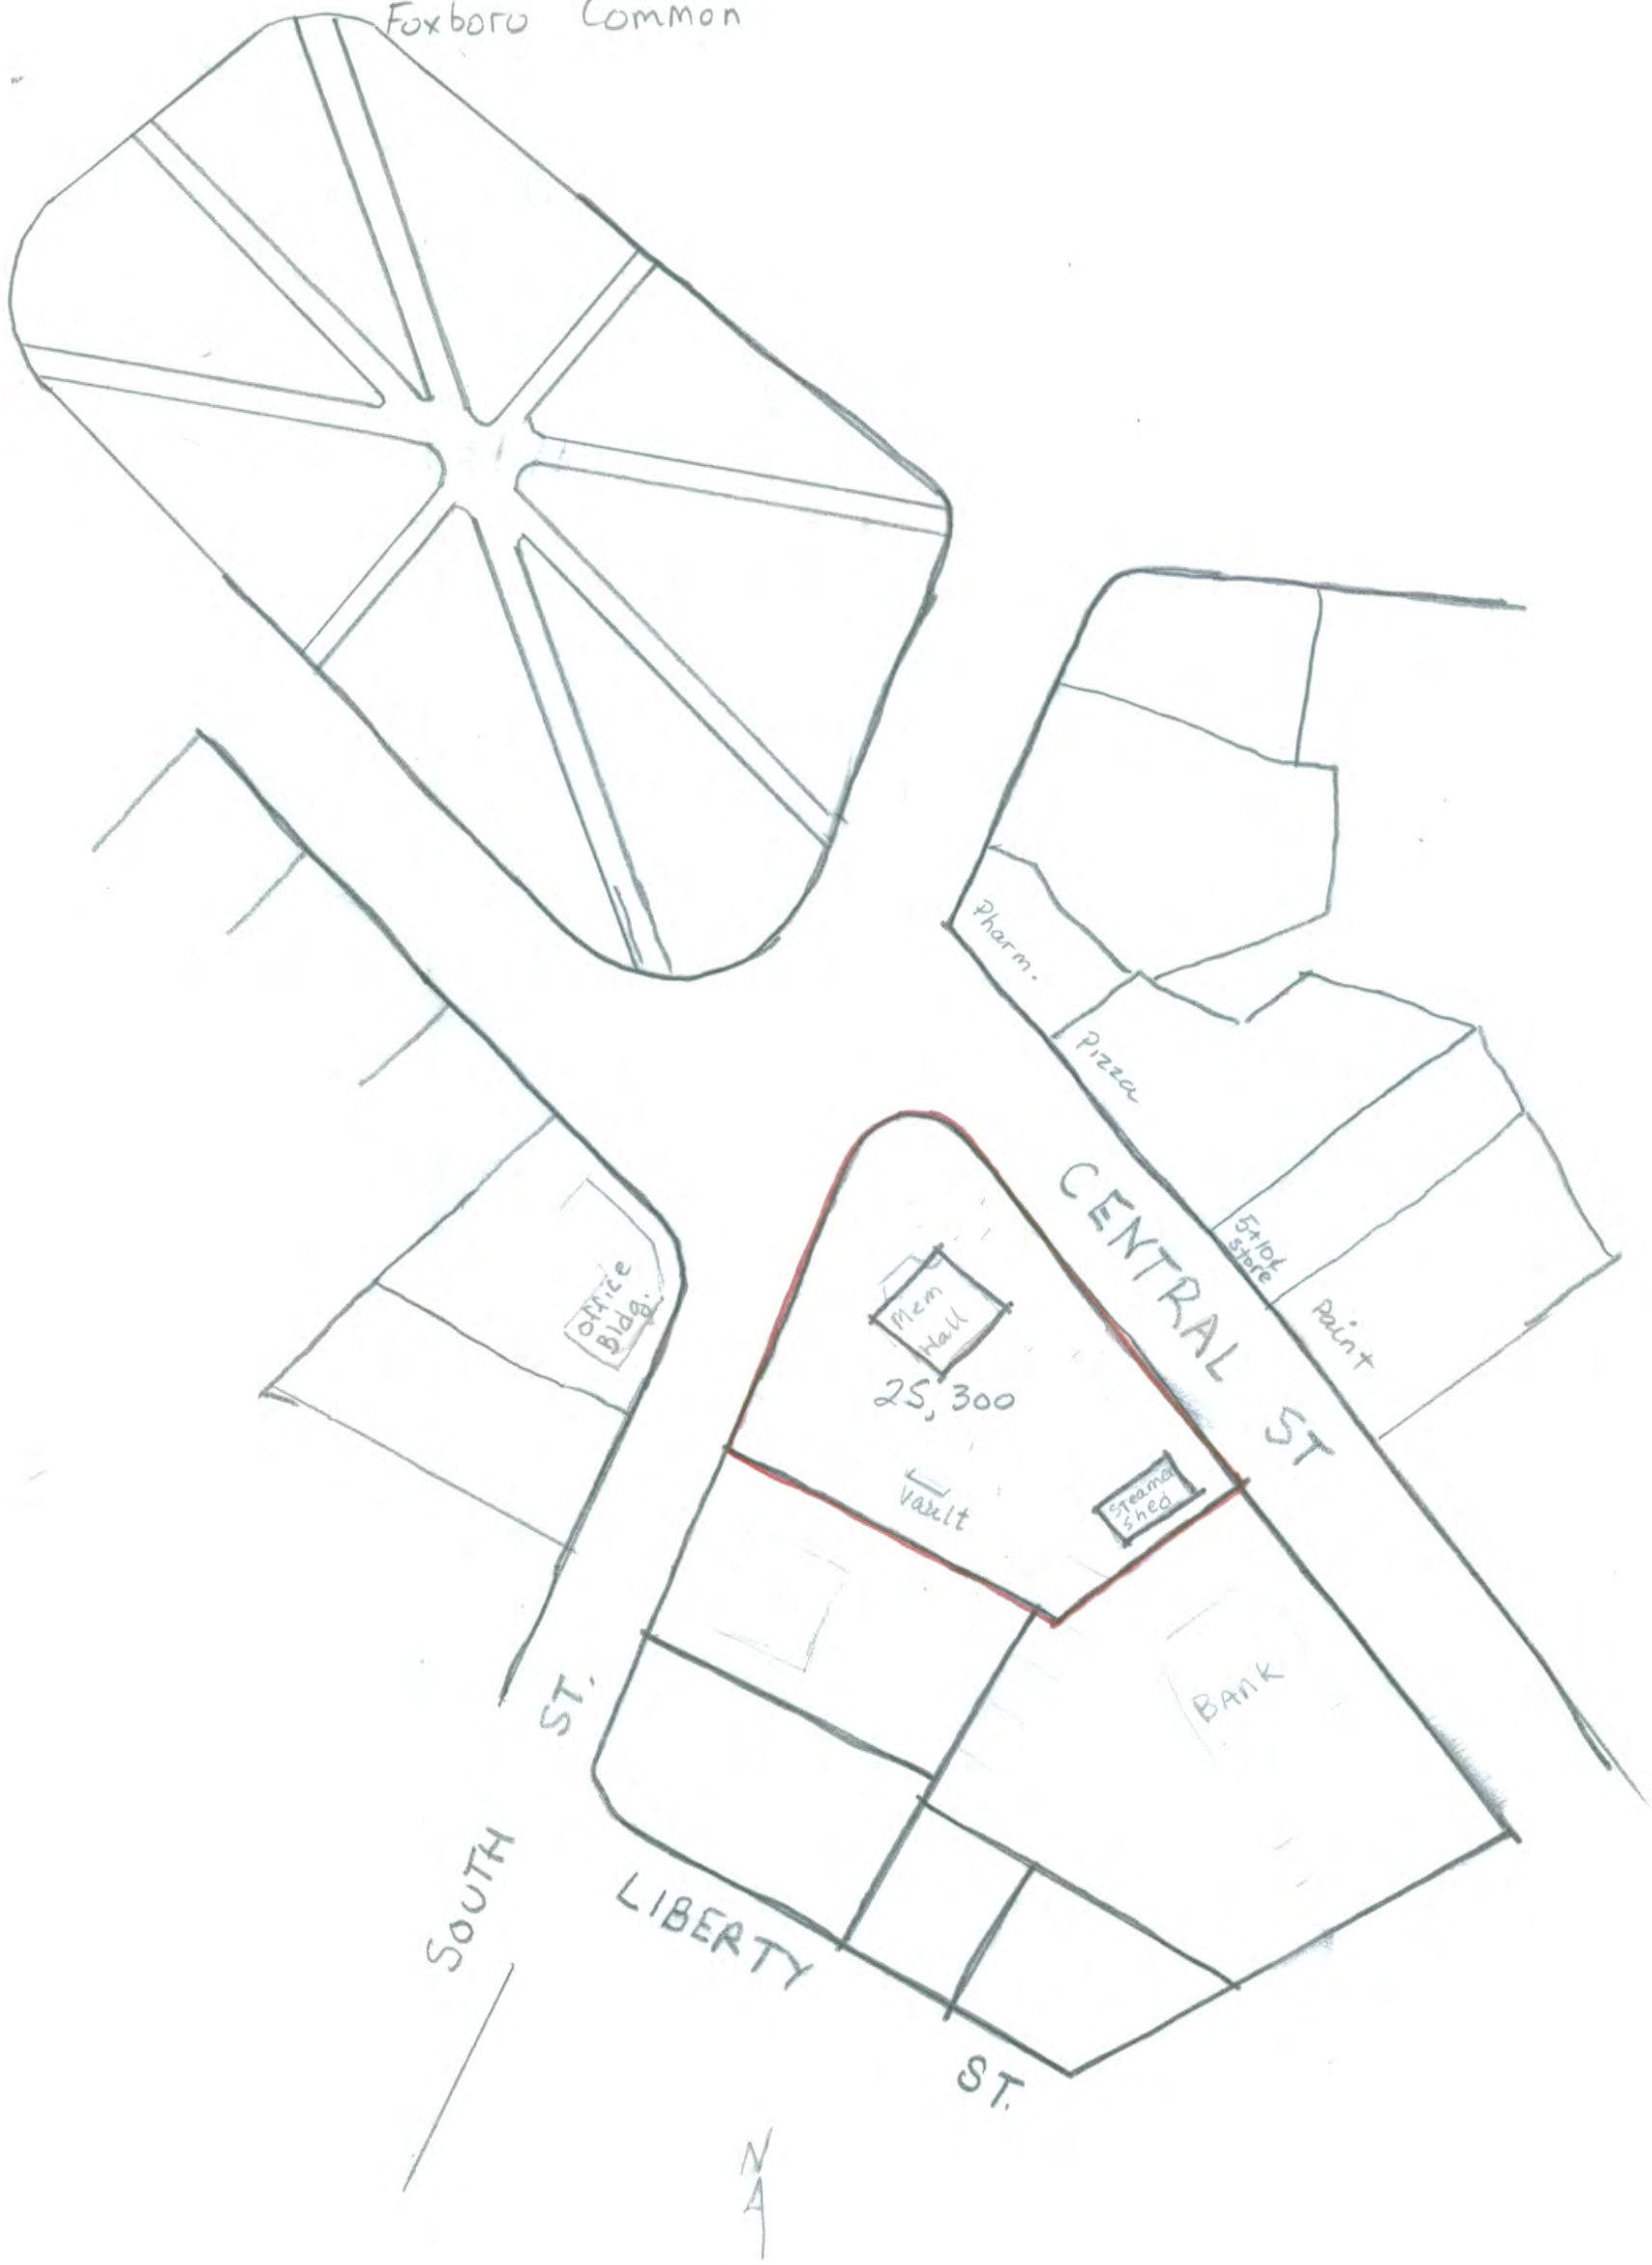 Foxboro Common
Pharm.
Pizza
CENTRAL ST
5+10¢
store
Paint
Office
Bldg.
Mem
Hall
25,300
Vault
Steamer
Shed
BANK
SOUTH ST.
LIBERTY ST.
N